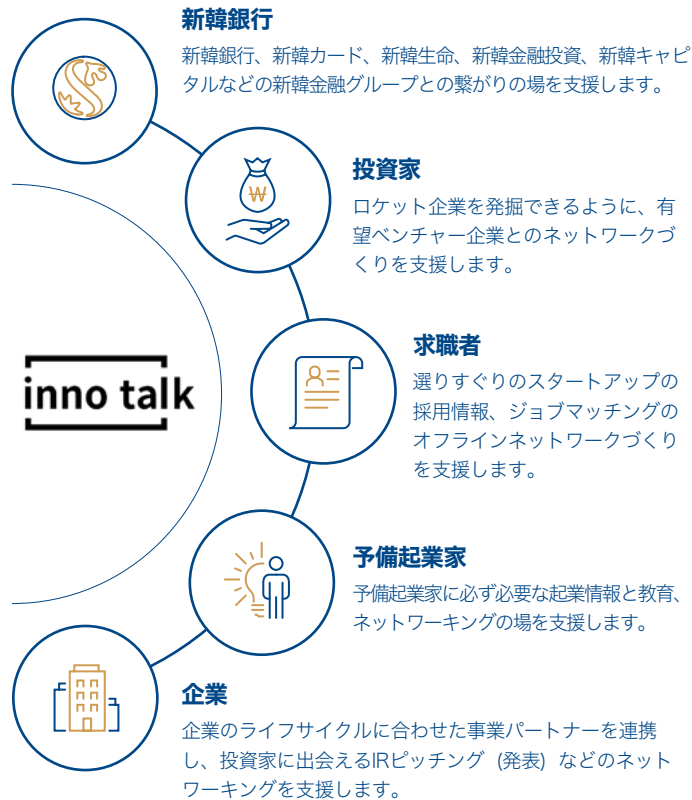 新韓銀行
新韓銀行、新韓カード、新韓生命、新韓金融投資、新韓キャピ
タルなどの新韓金融グループとの繋がりの場を支援します。
投資家
ロケット企業を発掘できるように、有
望ベンチャー企業とのネットワークづ
くりを支援します。
₩
求職者
選りすぐりのスタートアップの
採用情報、ジョブマッチングの
オフラインネットワークづくり
を支援します。
inno talk
予備起業家
予備起業家に必ず必要な起業情報と教育、
ネットワーキングの場を支援します。
企業
企業のライフサイクルに合わせた事業パートナーを連携
し、投資家に出会えるIRピッチング（発表）などのネット
ワーキングを支援します。